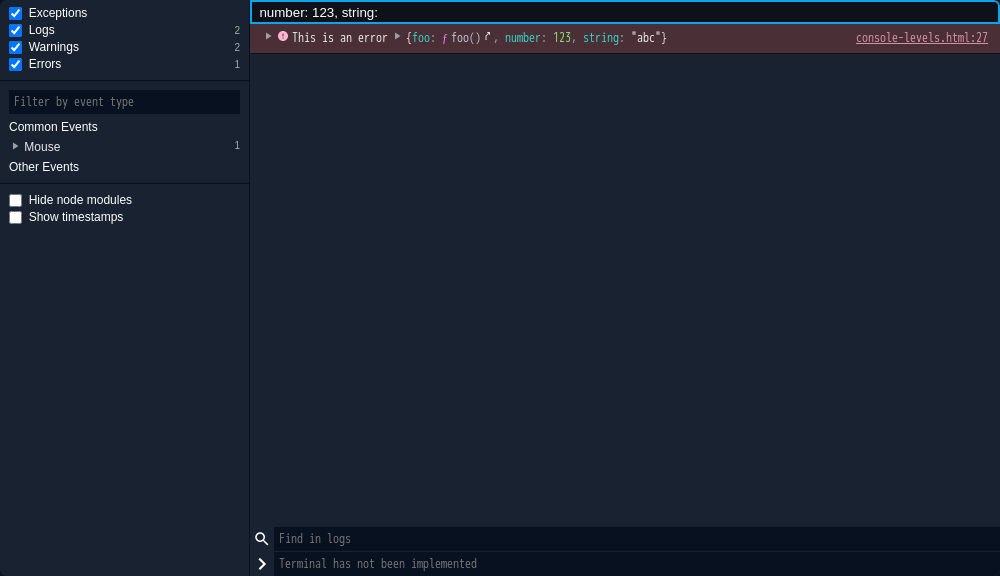 Exceptions
Logs 2
Warnings 2
Errors 1
Filter by event type
Common Events
Mouse 1
Other Events
Hide node modules
Show timestamps
number: 123, string:
This is an error {foo: ƒ foo(), number: 123, string: "abc"} console-levels.html:27
Find in logs
Terminal has not been implemented